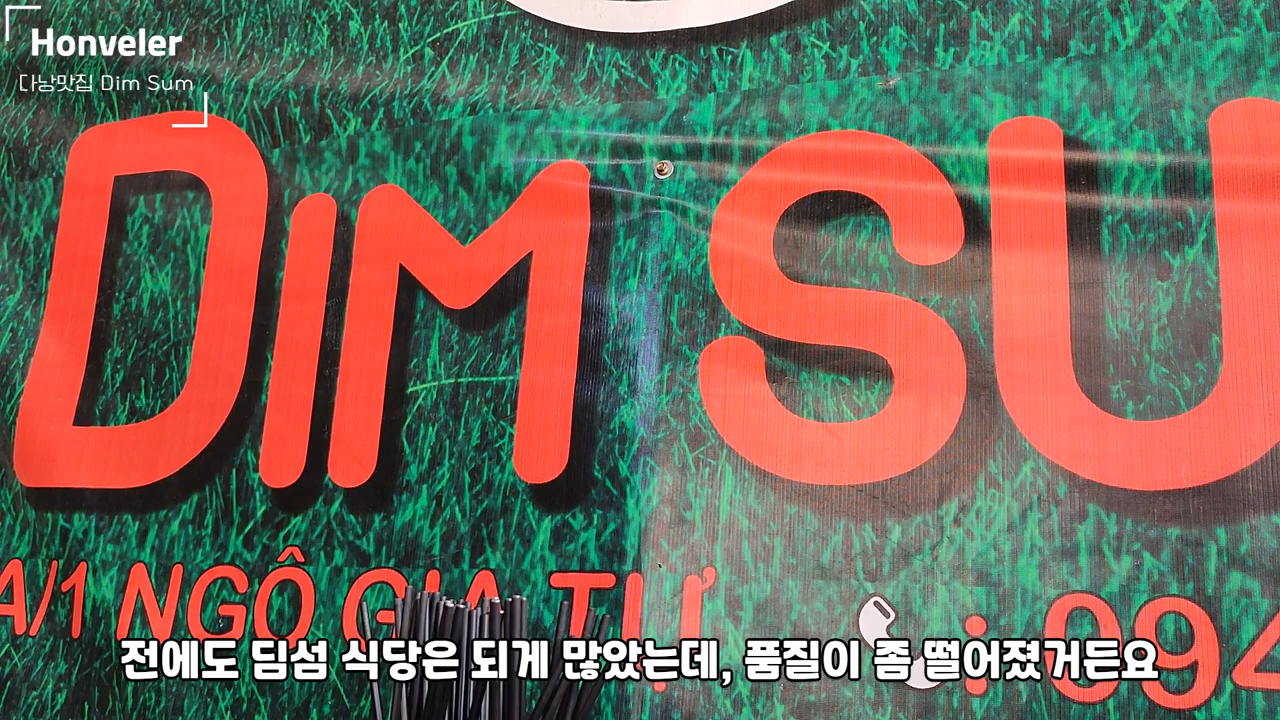 Honveler
다낭맛집 Dim Sum
DIM SU
A/1 NGÔ GIA TỰ : 094
전에도 딤섬 식당은 되게 많았는데, 품질이 좀 떨어졌거든요